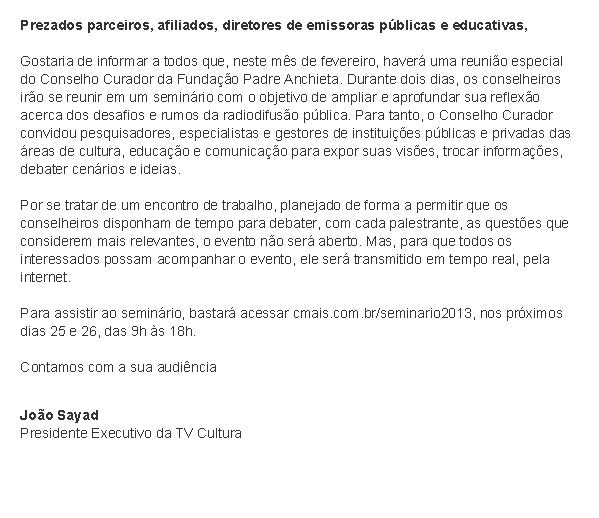 Prezados parceiros, afiliados, diretores de emissoras públicas e educativas,
Gostaria de informar a todos que, neste mês de fevereiro, haverá uma reunião especial
do Conselho Curador da Fundação Padre Anchieta. Durante dois dias, os conselheiros
irão se reunir em um seminário com o objetivo de ampliar e aprofundar sua reflexão
acerca dos desafios e rumos da radiodifusão pública. Para tanto, o Conselho Curador
convidou pesquisadores, especialistas e gestores de instituições públicas e privadas das
áreas de cultura, educação e comunicação para expor suas visões, trocar informações,
debater cenários e ideias.
Por se tratar de um encontro de trabalho, planejado de forma a permitir que os
conselheiros disponham de tempo para debater, com cada palestrante, as questões que
considerem mais relevantes, o evento não será aberto. Mas, para que todos os
interessados possam acompanhar o evento, ele será transmitido em tempo real, pela
internet.
Para assistir ao seminário, bastará acessar cmais.com.br/seminario2013, nos próximos
dias 25 e 26, das 9h às 18h.
Contamos com a sua audiência
João Sayad
Presidente Executivo da TV Cultura